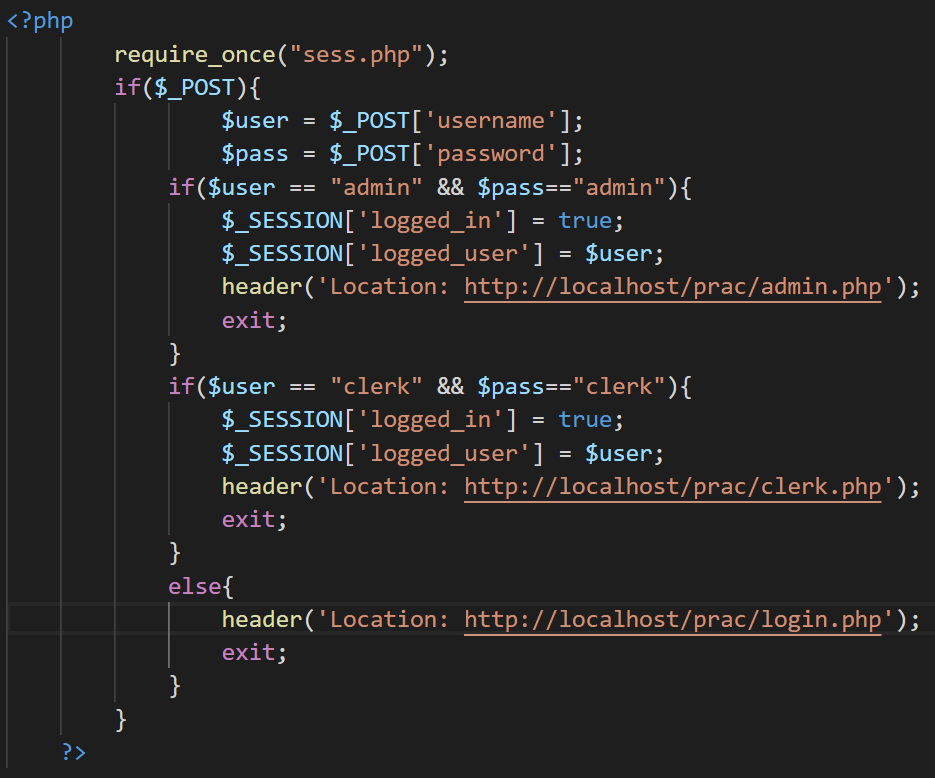 <?php
require_once("sess.php");
if($_POST){
$user = $_POST['username'];
$pass = $_POST['password'];
if($user == "admin" && $pass=="admin"){
$_SESSION['logged_in'] = true;
$_SESSION['logged_user'] = $user;
header('Location: http://localhost/prac/admin.php');
exit;
}
if($user == "clerk" && $pass=="clerk"){
$_SESSION['logged_in'] = true;
$_SESSION['logged_user'] = $user;
header('Location: http://localhost/prac/clerk.php');
exit;
}
else{
header('Location: http://localhost/prac/login.php');
exit;
}
}
?>